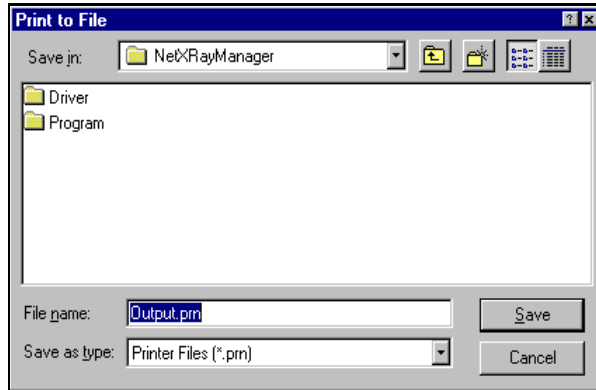 Print to File
Save in: NetXRayManager
Driver
Program
File name: Output.prn Save
Save as type: Printer Files (*.prn) Cancel